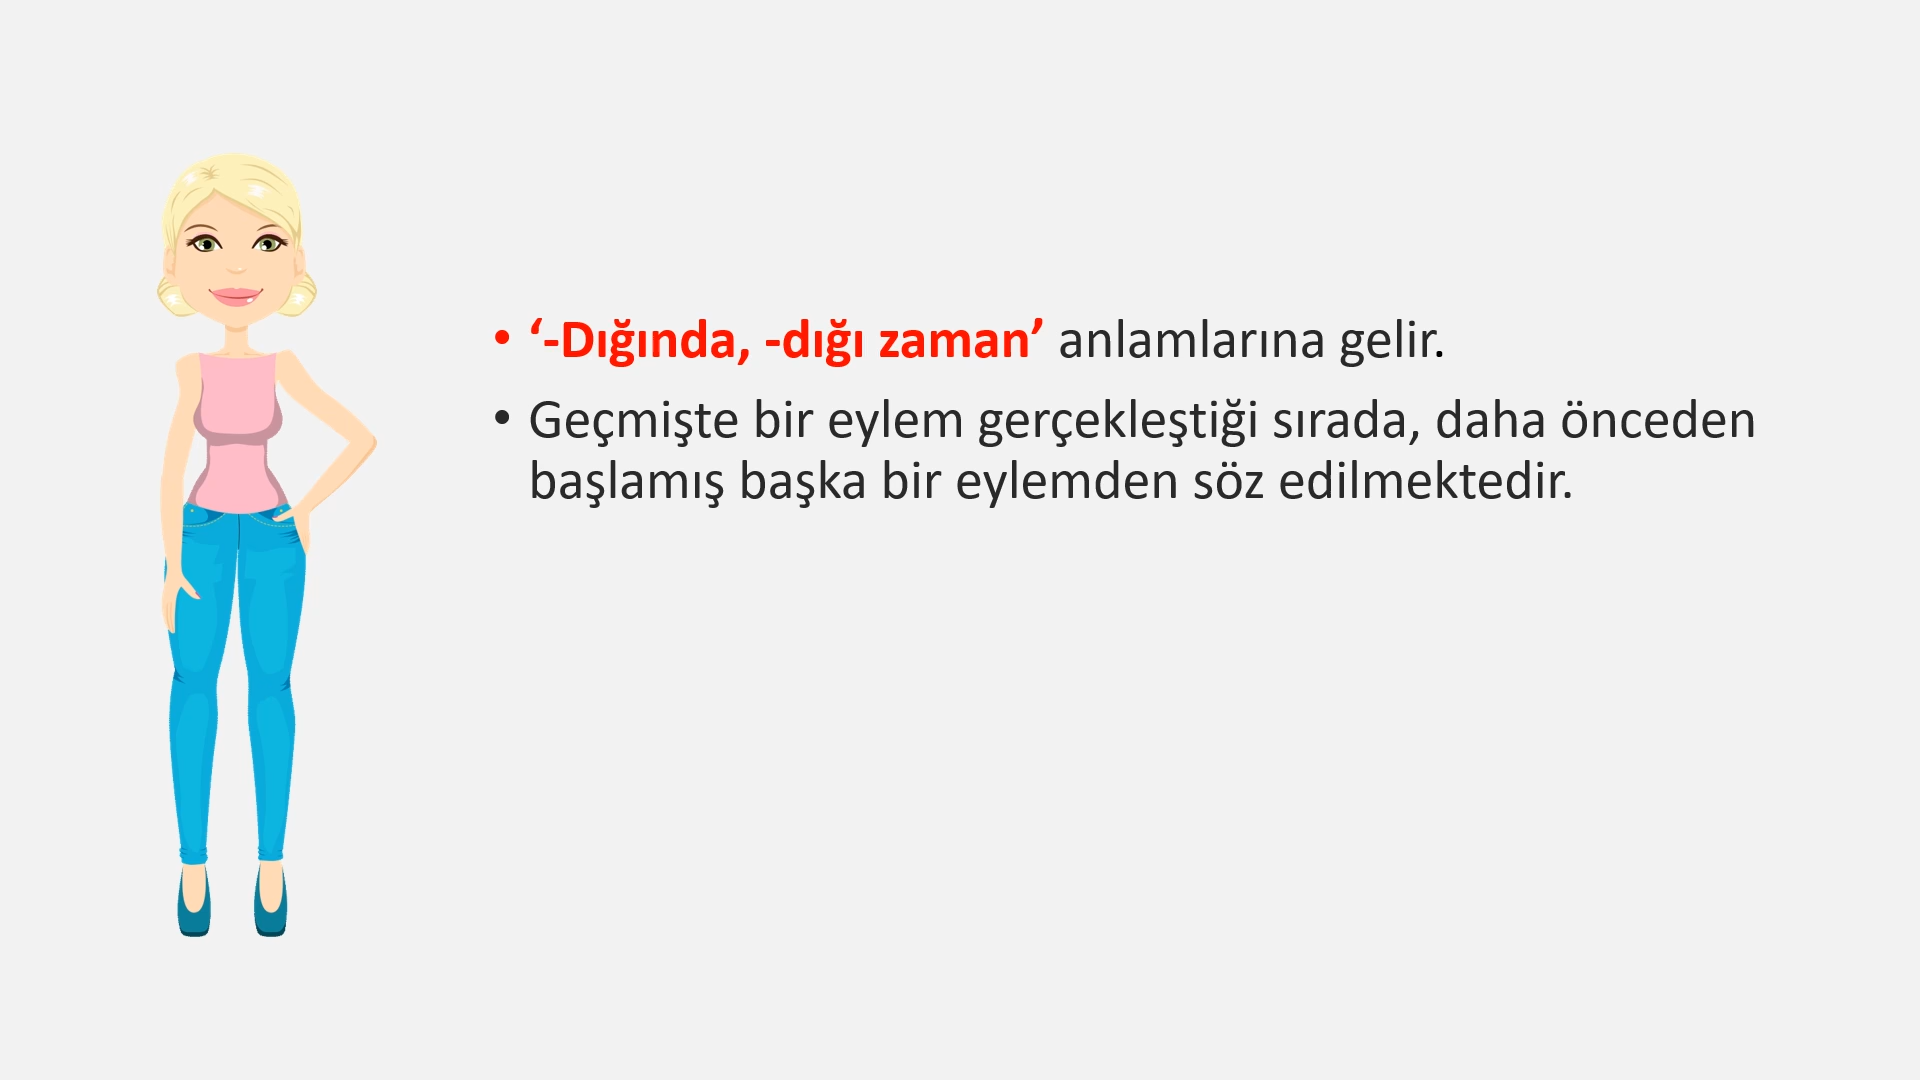 • ‘-Dığında, -dığı zaman’ anlamlarına gelir.
• Geçmişte bir eylem gerçekleştiği sırada, daha önceden
başlamış başka bir eylemden söz edilmektedir.